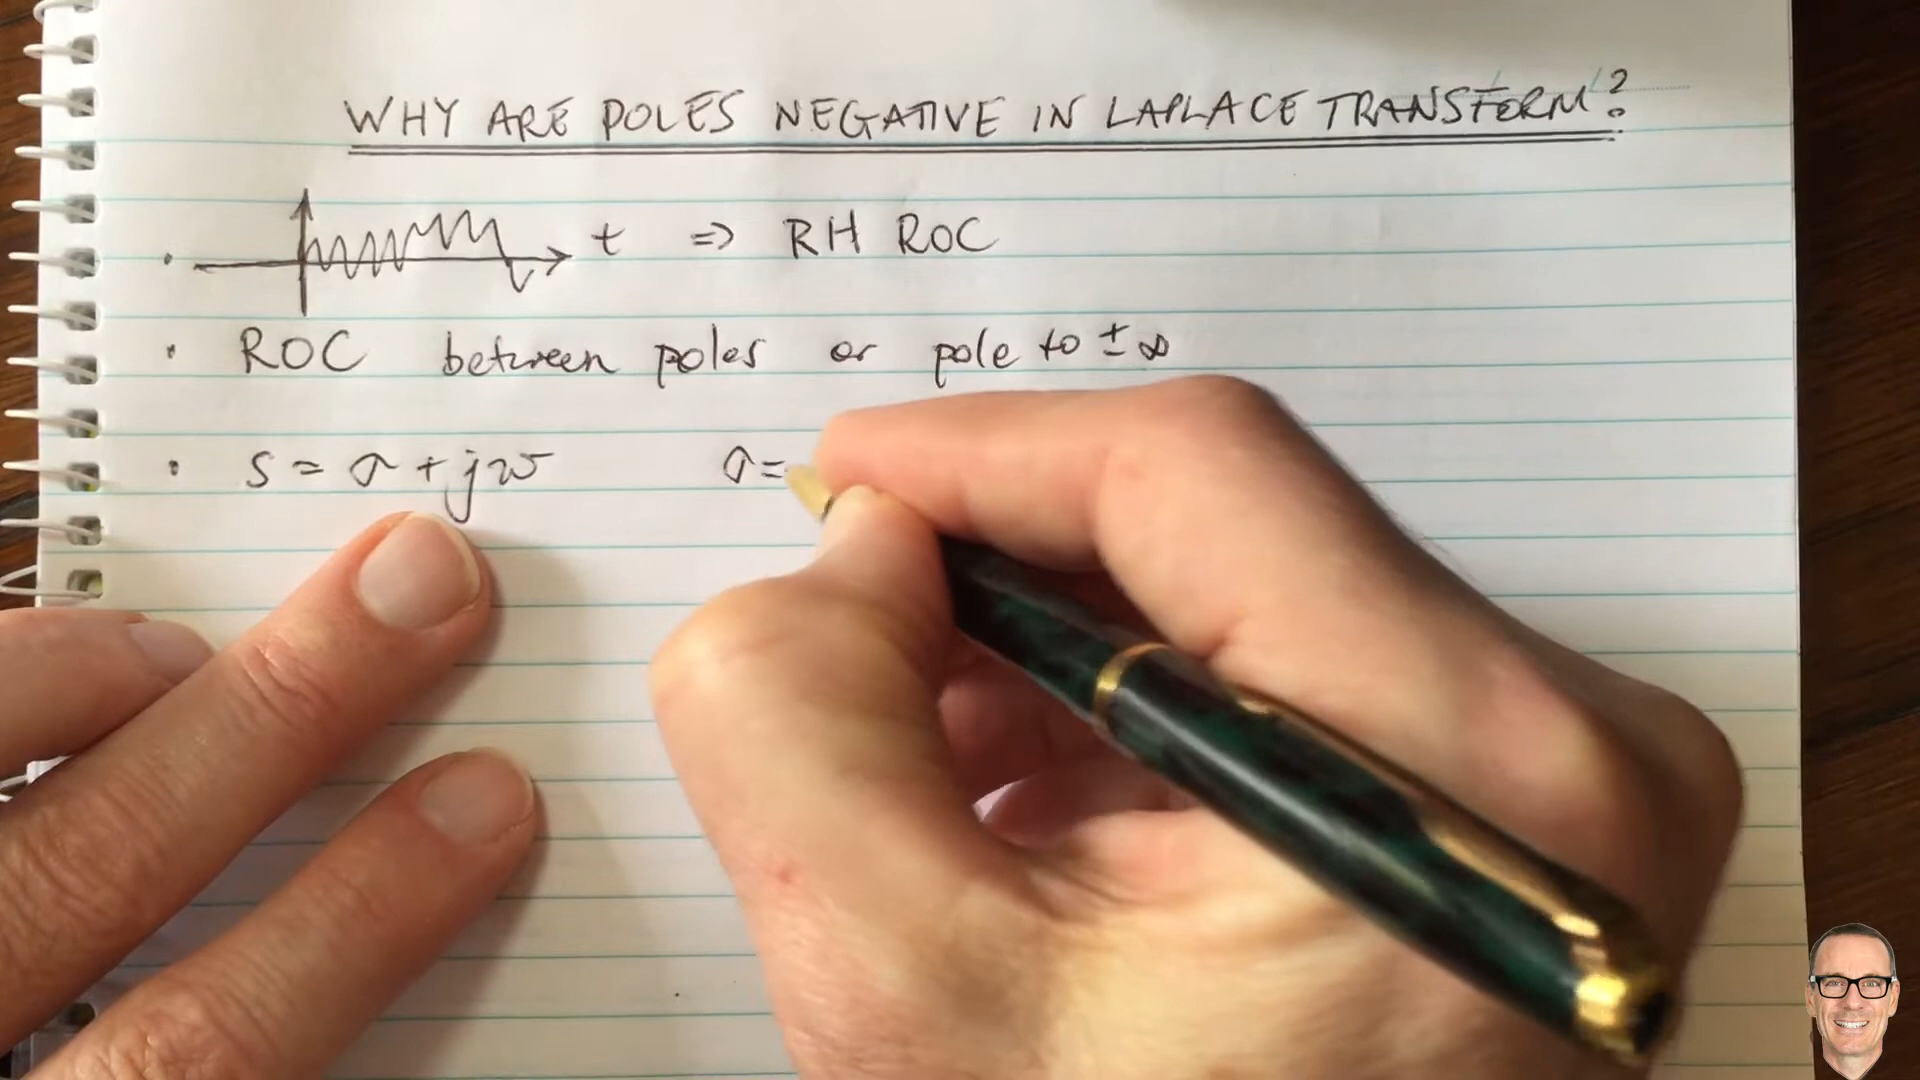 WHY ARE POLES NEGATIVE IN LAPLACE TRANSFORM?
• t => RH ROC
• ROC between poles or pole to ± ∞
• s = σ + jω σ =